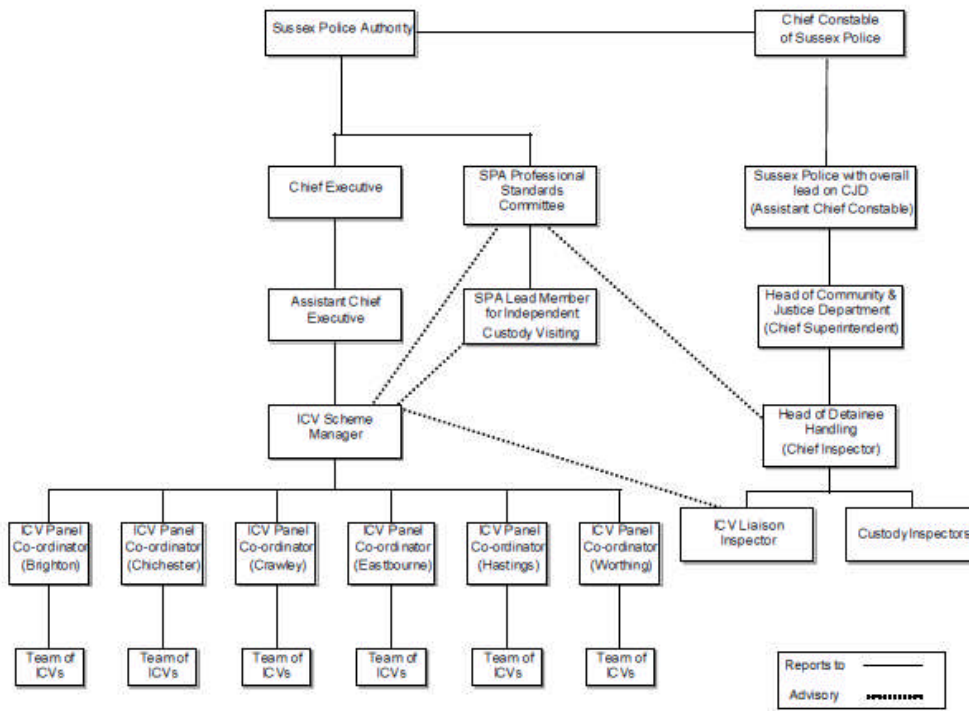 Sussex Police Authority
Chief Constable
of Sussex Police
Chief Executive
SPA Professional
Standards
Committee
Sussex Police with overall
lead on CJD
(Assistant Chief Constable)
Assistant Chief
Executive
SPA Lead Member
for Independent
Custody Visiting
Head of Community &
Justice Department
(Chief Superintendent)
ICV Scheme
Manager
Head of Detainee
Handling
(Chief Inspector)
ICV Panel
Co-ordinator
(Brighton)
ICV Panel
Co-ordinator
(Chichester)
ICV Panel
Co-ordinator
(Crawley)
ICV Panel
Co-ordinator
(Eastbourne)
ICV Panel
Co-ordinator
(Hastings)
ICV Panel
Co-ordinator
(Worthing)
ICV Liaison
Inspector
Custody Inspectors
Team of
ICVs
Team of
ICVs
Team of
ICVs
Team of
ICVs
Team of
ICVs
Team of
ICVs
Reports to
Advisory